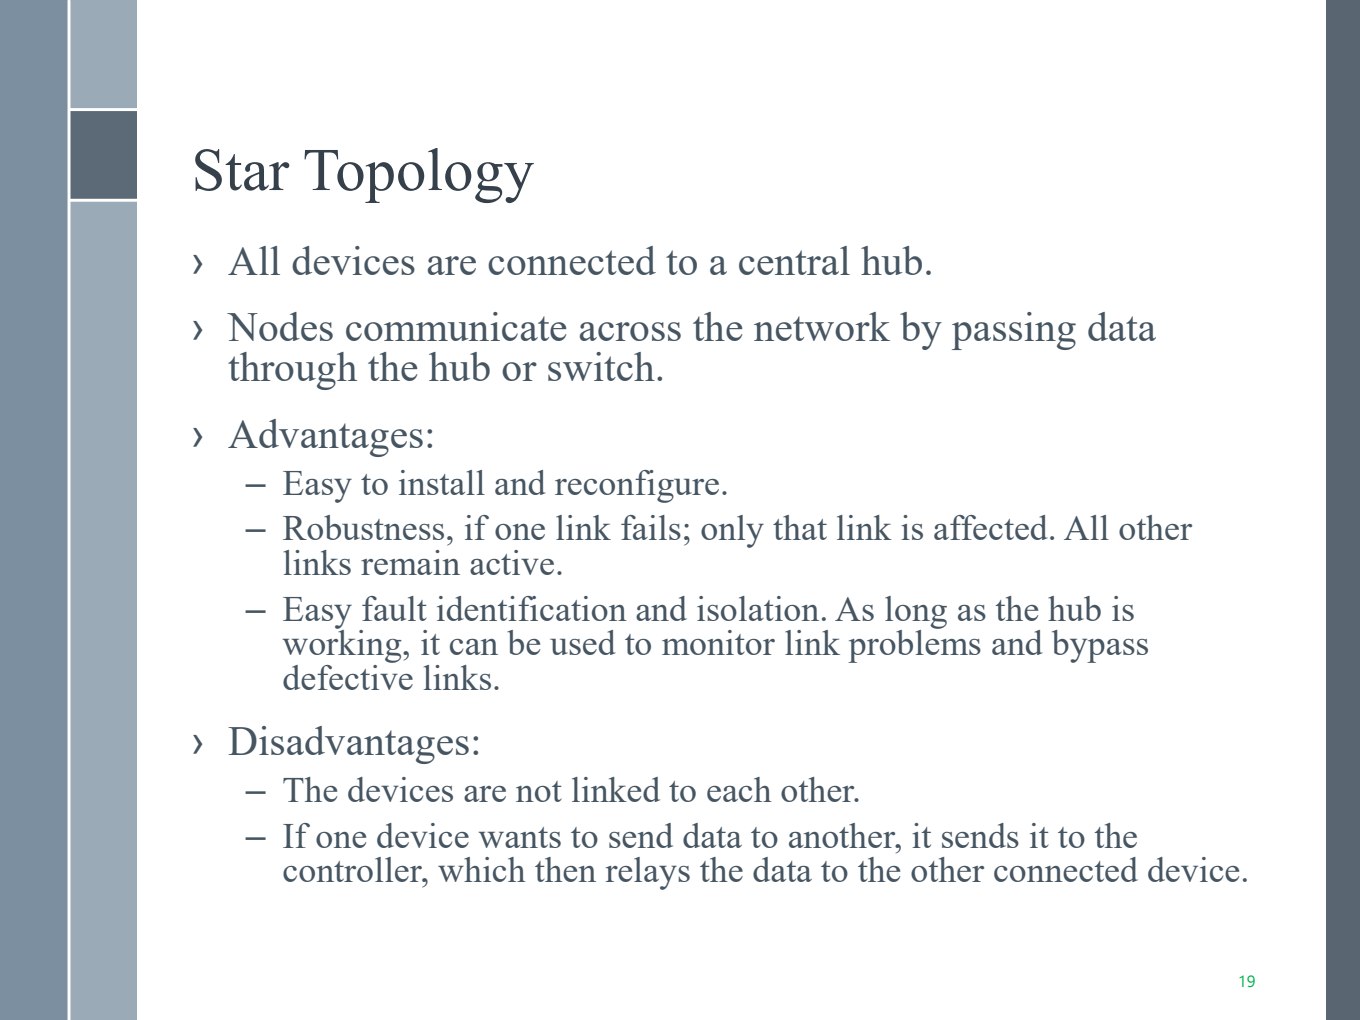 Star Topology
› All devices are connected to a central hub.
› Nodes communicate across the network by passing data
through the hub or switch.
› Advantages:
– Easy to install and reconfigure.
– Robustness, if one link fails; only that link is affected. All other
links remain active.
– Easy fault identification and isolation. As long as the hub is
working, it can be used to monitor link problems and bypass
defective links.
› Disadvantages:
– The devices are not linked to each other.
– If one device wants to send data to another, it sends it to the
controller, which then relays the data to the other connected device.
19